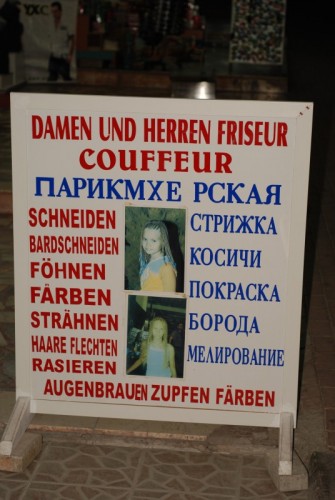 DAMEN UND HERREN FRISEUR
COUFFEUR
ПАРИКМХЕ РСКАЯ
SCHNEIDEN
BARDSCHNEIDEN
FÖHNEN
FÄRBEN
STRÄHNEN
HAARE FLECHTEN
RASIEREN
СТРИЖКА
КОСИЧИ
ПОКРАСКА
БОРОДА
МЕЛИРОВАНИЕ
AUGENBRAUEN ZUPFEN FÄRBEN